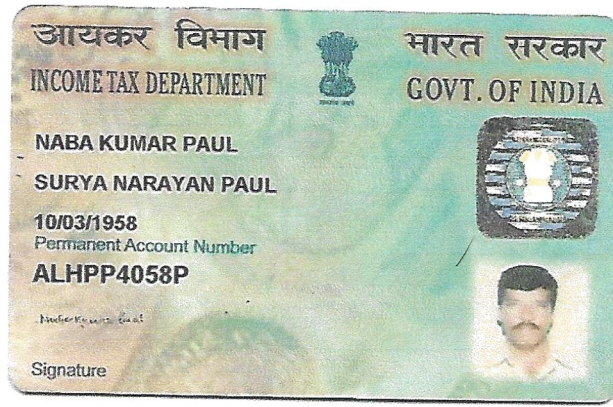 आयकर विभाग
INCOME TAX DEPARTMENT
भारत सरकार
GOVT. OF INDIA
NABA KUMAR PAUL
SURYA NARAYAN PAUL
10/03/1958
Permanent Account Number
ALHPP4058P
Signature